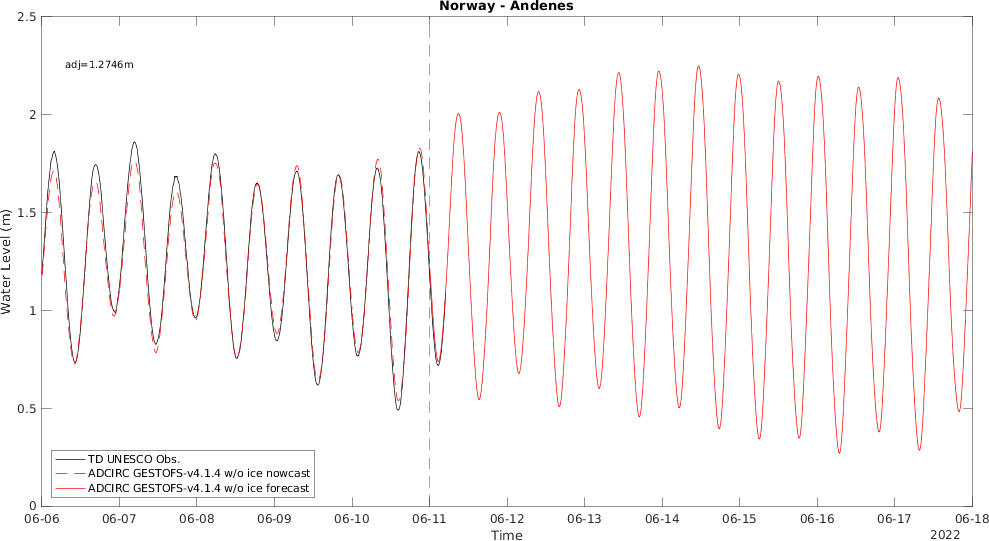 Norway - Andenes
2.5
adj=1.2746m
2
1.5
Water Level (m)
1
0.5
TD UNESCO Obs.
ADCIRC GESTOFS-v4.1.4 w/o ice nowcast
ADCIRC GESTOFS-v4.1.4 w/o ice forecast
0
06-06 06-07 06-08 06-09 06-10 06-11 06-12 06-13 06-14 06-15 06-16 06-17 06-18
Time
2022